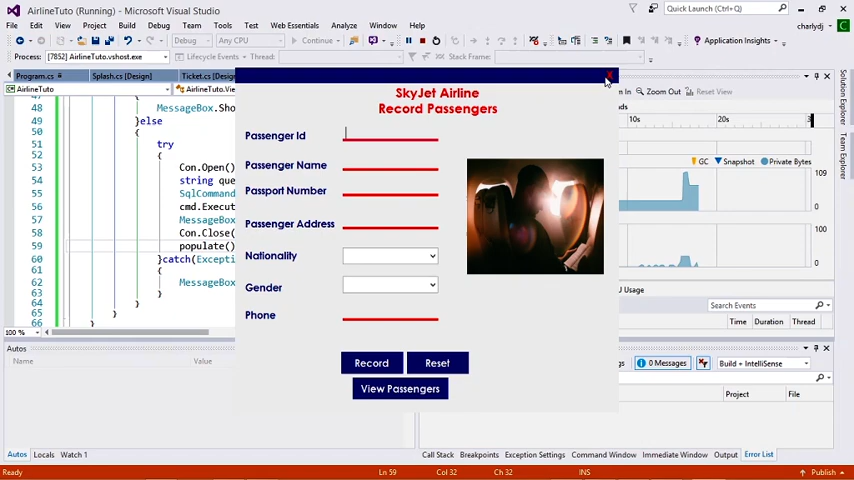 AirlineTuto (Running) - Microsoft Visual Studio
Quick Launch (Ctrl+Q)
File Edit View Project Build Debug Team Tools Test Web Essentials Analyze Window Help
charlydj
Debug Any CPU Continue Application Insights
Process: [7852] AirlineTuto.vshost.exe Lifecycle Events Thread: Stack Frame:
Program.cs Splash.cs [Design] Ticket.cs [Desig
AirlineTuto AirlineTuto.Vie
Zoom Out Reset View
10s 20s
GC Snapshot Private Bytes
109
0
100
0
Search Events
Time Duration Thread
48 MessageBox.Sho
49 }else
50 {
51 try
52 {
53 Con.Open()
54 string que
55 SqlCommand
56 cmd.Execut
57 MessageBox
58 Con.Close(
59 populate()
60 }catch(Excepti
61 {
62 MessageBox
63 }
64 }
65 }
66 }
100 %
X
SkyJet Airline
Record Passengers
Passenger Id
Passenger Name
Passport Number
Passenger Address
Nationality
Gender
Phone
Record Reset
View Passengers
Autos
Name Value
0 Messages Build + IntelliSense
Project File
Autos Locals Watch 1
Call Stack Breakpoints Exception Settings Command Window Immediate Window Output Error List
Ready Ln 59 Col 32 Ch 32 INS Publish
Solution Explorer
Team Explorer